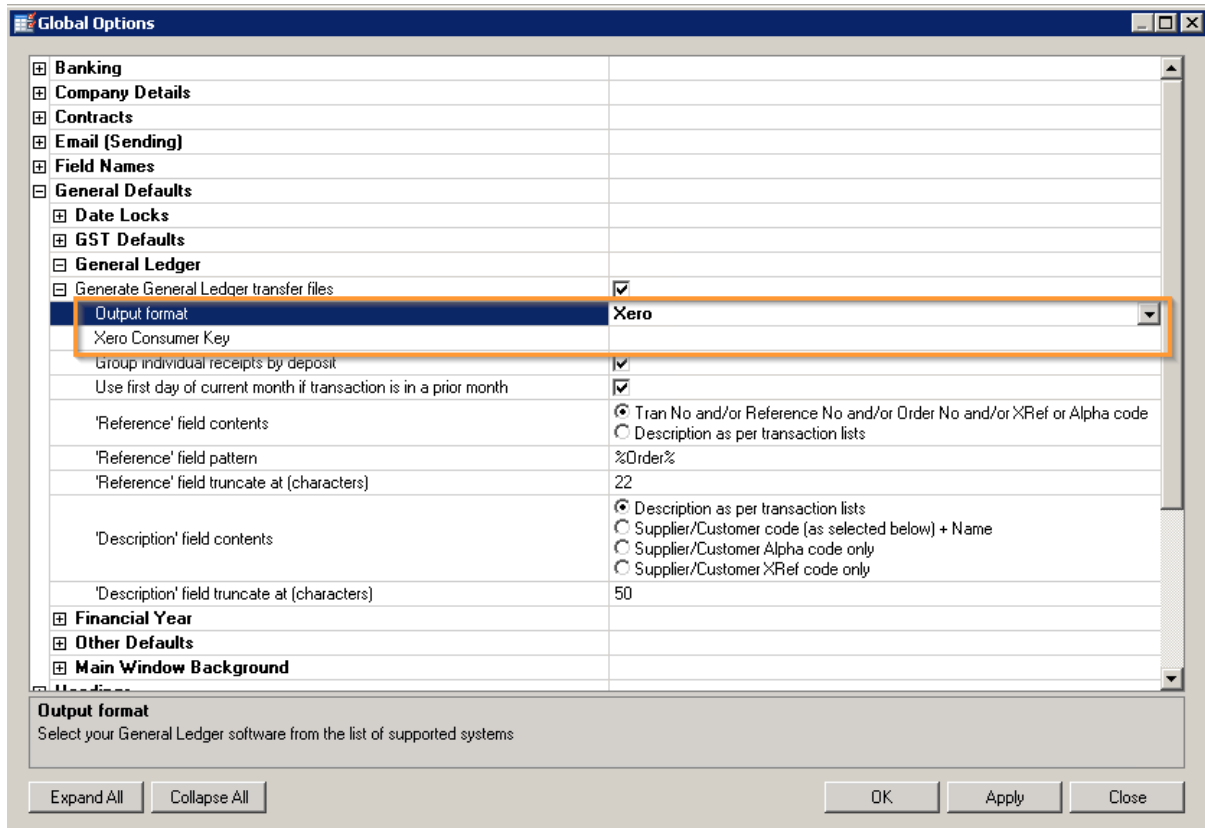 Global Options
Banking
Company Details
Contracts
Email (Sending)
Field Names
General Defaults
Date Locks
GST Defaults
General Ledger
Generate General Ledger transfer files
Output format Xero
Xero Consumer Key
Group individual receipts by deposit
Use first day of current month if transaction is in a prior month
'Reference' field contents
Tran No and/or Reference No and/or Order No and/or XRef or Alpha code
Description as per transaction lists
'Reference' field pattern %Order%
'Reference' field truncate at (characters) 22
'Description' field contents
Description as per transaction lists
Supplier/Customer code (as selected below) + Name
Supplier/Customer Alpha code only
Supplier/Customer XRef code only
'Description' field truncate at (characters) 50
Financial Year
Other Defaults
Main Window Background
Output format
Select your General Ledger software from the list of supported systems
Expand All Collapse All OK Apply Close